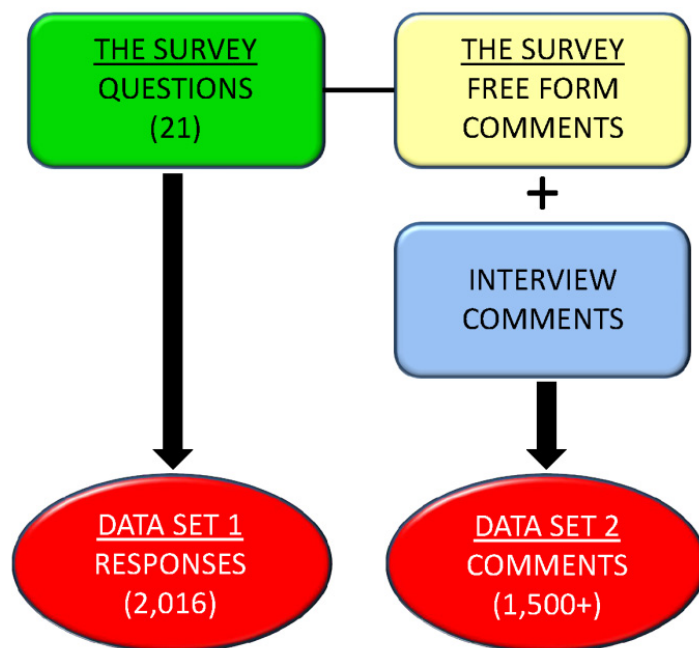 THE SURVEY
QUESTIONS
(21)
THE SURVEY
FREE FORM
COMMENTS
+
INTERVIEW
COMMENTS
DATA SET 1
RESPONSES
(2,016)
DATA SET 2
COMMENTS
(1,500+)